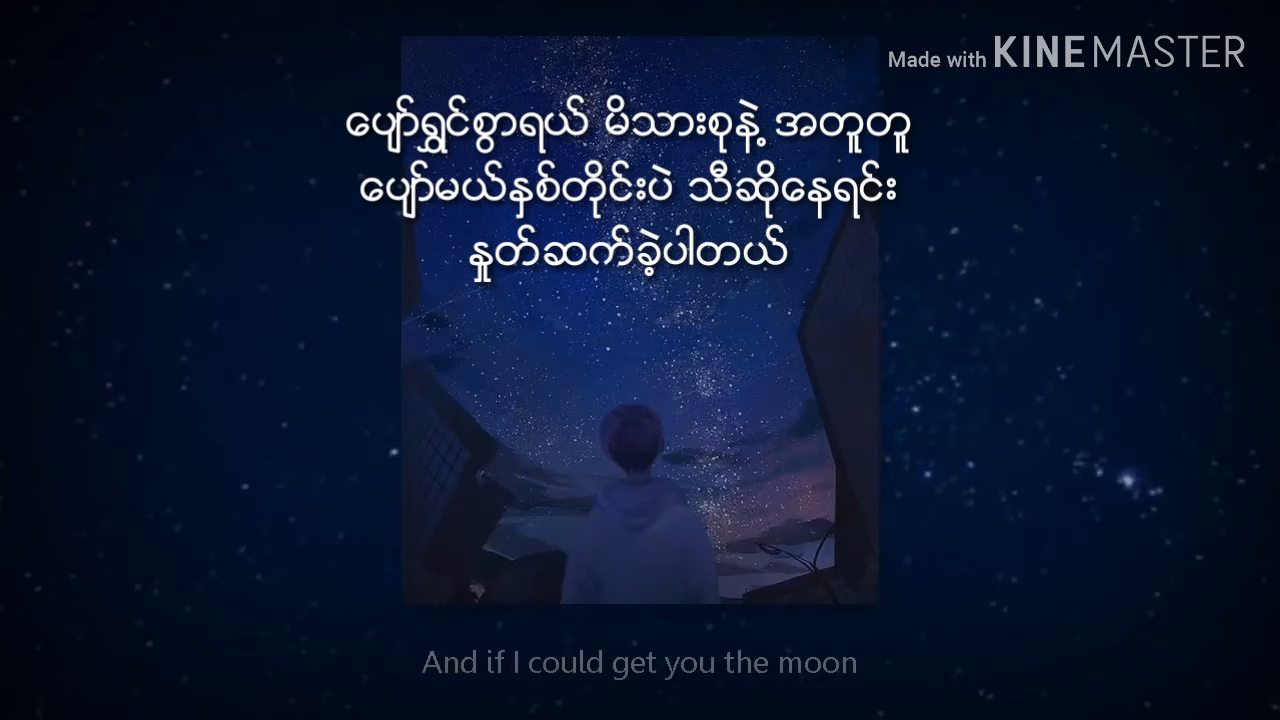 Made with KINEMASTER
ပျော်ရွှင်စွာရယ် မိသားစုနဲ့ အတူတူ
ပျော်မယ်နှစ်တိုင်းပဲ သီဆိုနေရင်း
နှုတ်ဆက်ခဲ့ပါတယ်
And if I could get you the moon